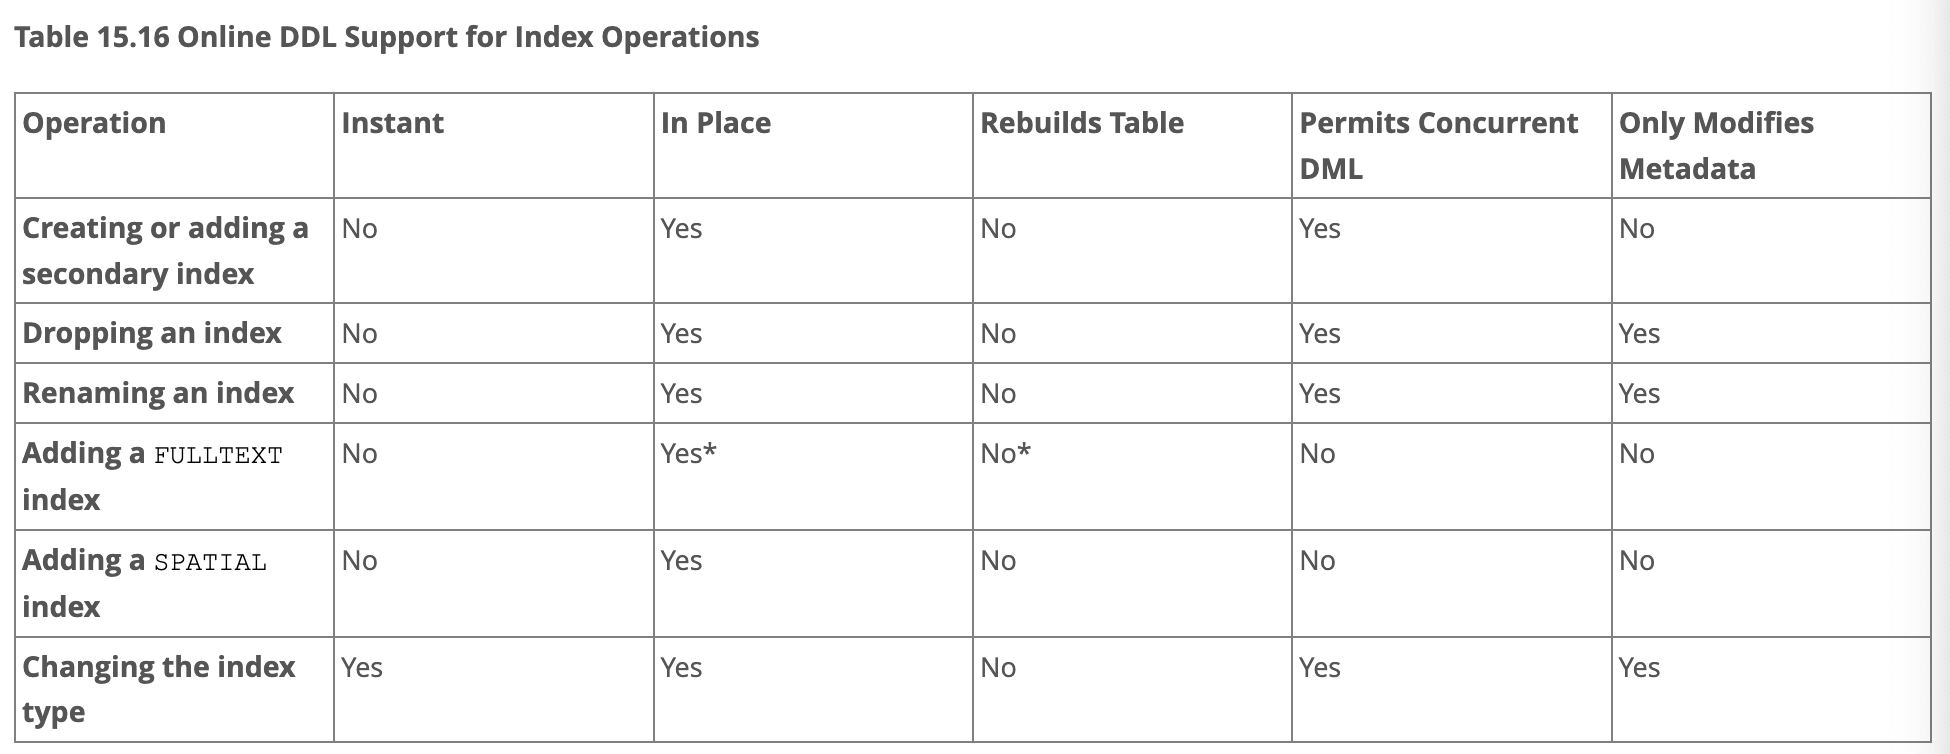 Table 15.16 Online DDL Support for Index Operations
Operation Instant In Place Rebuilds Table Permits Concurrent DML Only Modifies Metadata
Creating or adding a secondary index No Yes No Yes No
Dropping an index No Yes No Yes Yes
Renaming an index No Yes No Yes Yes
Adding a FULLTEXT index No Yes* No* No No
Adding a SPATIAL index No Yes No No No
Changing the index type Yes Yes No Yes Yes